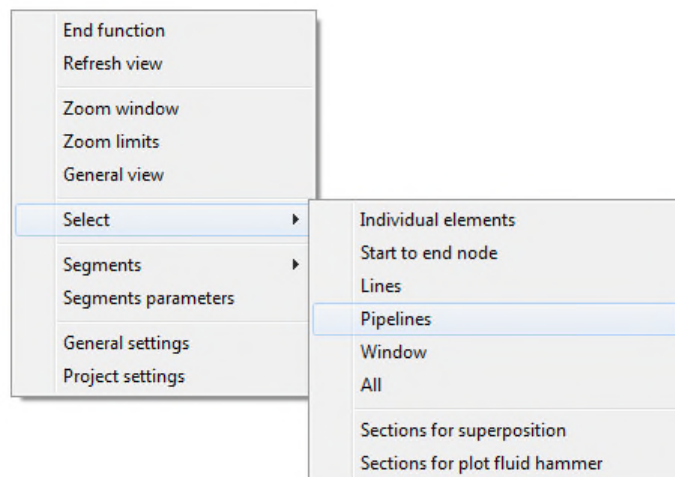 End function
Refresh view
Zoom window
Zoom limits
General view
Select
Segments
Segments parameters
General settings
Project settings
Individual elements
Start to end node
Lines
Pipelines
Window
All
Sections for superposition
Sections for plot fluid hammer